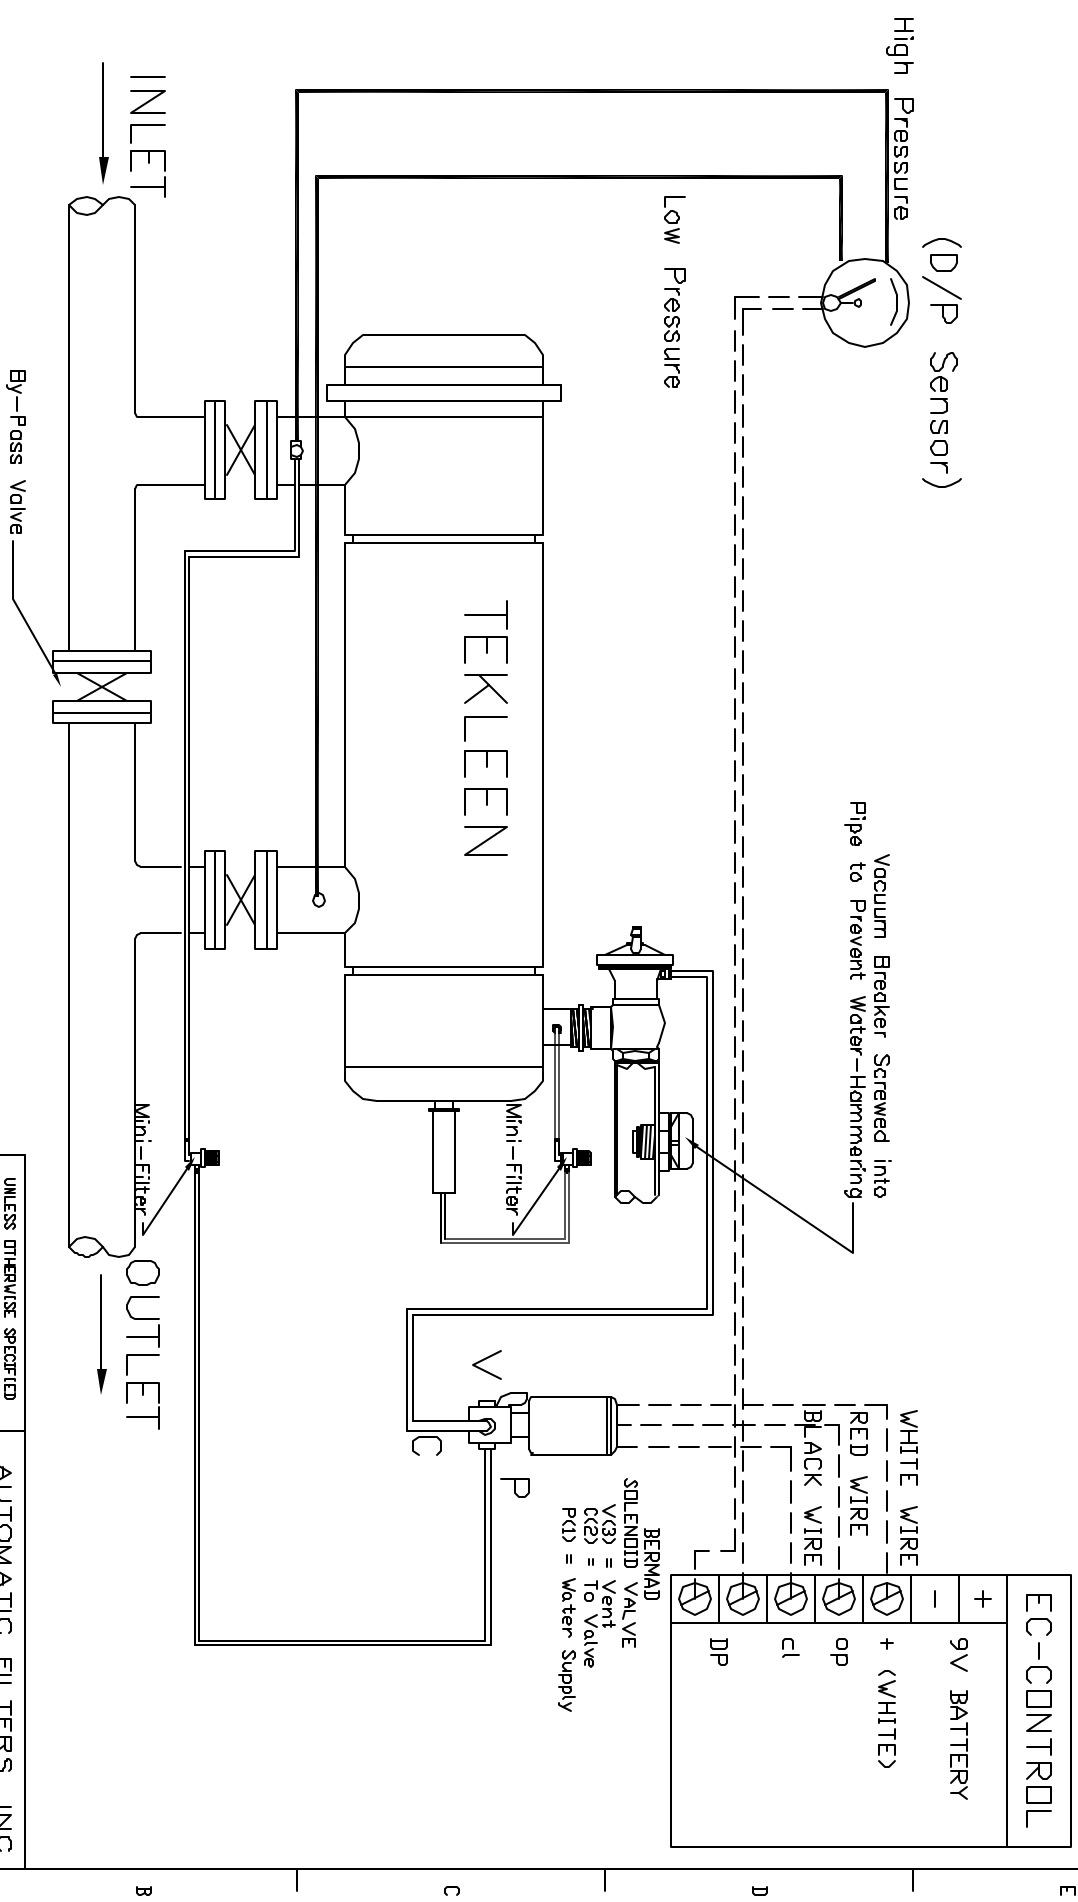 EC-CONTROL
+
-
9V BATTERY
+ (WHITE)
op
cl
DP
WHITE WIRE
RED WIRE
BLACK WIRE
BERMAD
SOLENOID VALVE
V(3) = Vent
C(2) = To Valve
P(1) = Water Supply
V
C
P
(D/P Sensor)
High Pressure
Low Pressure
Vacuum Breaker Screwed into
Pipe to Prevent Water-Hammering
TEKLEEN
Mini-Filter
Mini-Filter
INLET
OUTLET
By-Pass Valve
UNLESS OTHERWISE SPECIFIED
AUTOMATIC FILTERS INC
B
C
D
E